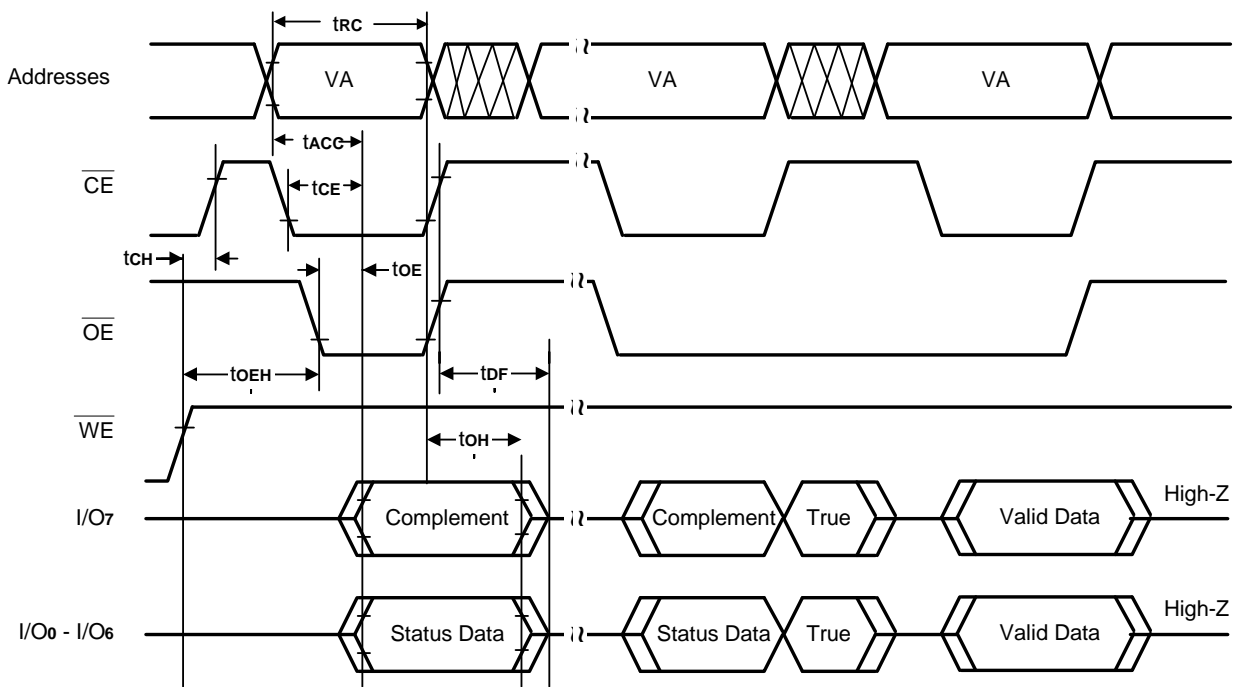 tRC
Addresses
VA
VA
VA
tACC
CE
tCE
tCH
tOE
OE
tOEH
tDF
WE
tOH
I/O7
Complement
Complement
True
Valid Data
High-Z
I/O0 - I/O6
Status Data
Status Data
True
Valid Data
High-Z